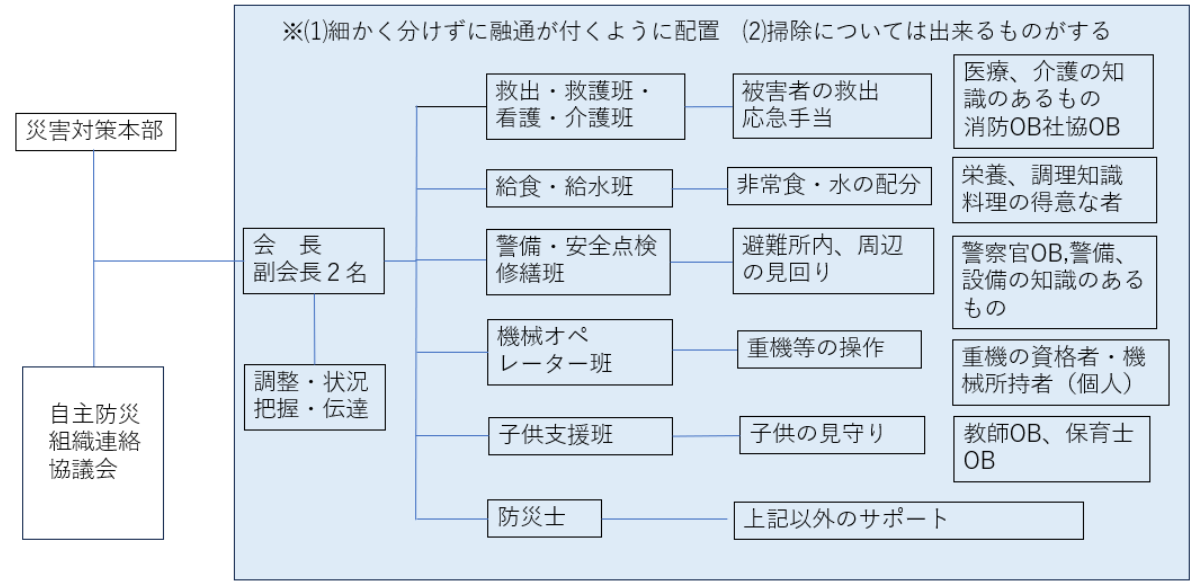 ※(1)細かく分けずに融通が付くように配置　(2)掃除については出来るものがする
災害対策本部
自主防災
組織連絡
協議会
会　長
副会長２名
調整・状況
把握・伝達
救出・救護班・
看護・介護班
被害者の救出
応急手当
医療、介護の知
識のあるもの
消防OB社協OB
給食・給水班
非常食・水の配分
栄養、調理知識
料理の得意な者
警備・安全点検
修繕班
避難所内、周辺
の見回り
警察官OB,警備、
設備の知識のある
もの
機械オペ
レーター班
重機等の操作
重機の資格者・機
械所持者（個人）
子供支援班
子供の見守り
教師OB、保育士
OB
防災士
上記以外のサポート